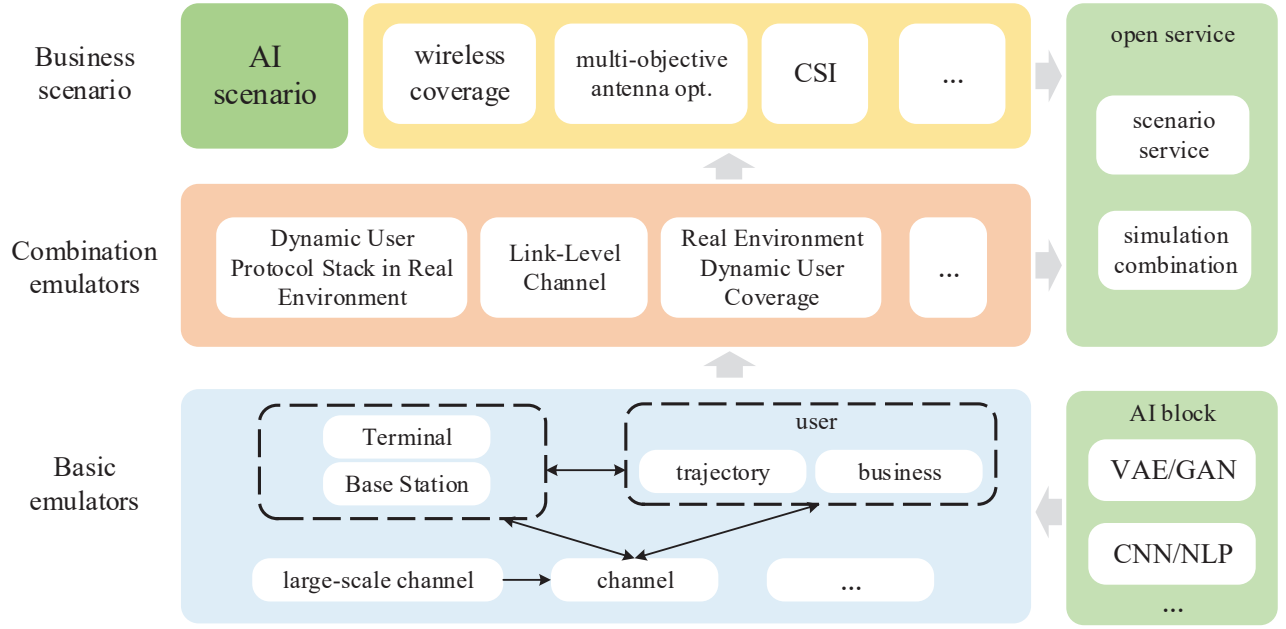 Business
scenario
AI
scenario
wireless
coverage
multi-objective
antenna opt.
CSI
...
open service
scenario
service
simulation
combination
Combination
emulators
Dynamic User
Protocol Stack in Real
Environment
Link-Level
Channel
Real Environment
Dynamic User
Coverage
...
Basic
emulators
Terminal
Base Station
user
trajectory
business
large-scale channel
channel
...
AI block
VAE/GAN
CNN/NLP
...